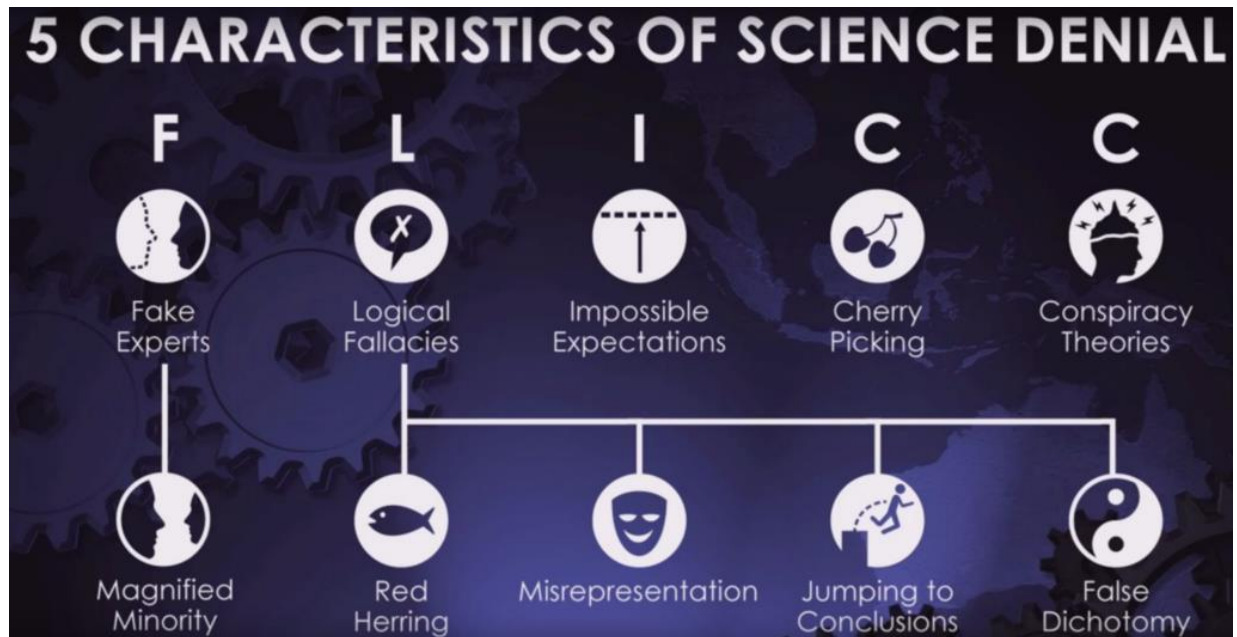 5 CHARACTERISTICS OF SCIENCE DENIAL
F L I C C
Fake Experts
Logical Fallacies
Impossible Expectations
Cherry Picking
Conspiracy Theories
Magnified Minority
Red Herring
Misrepresentation
Jumping to Conclusions
False Dichotomy
X